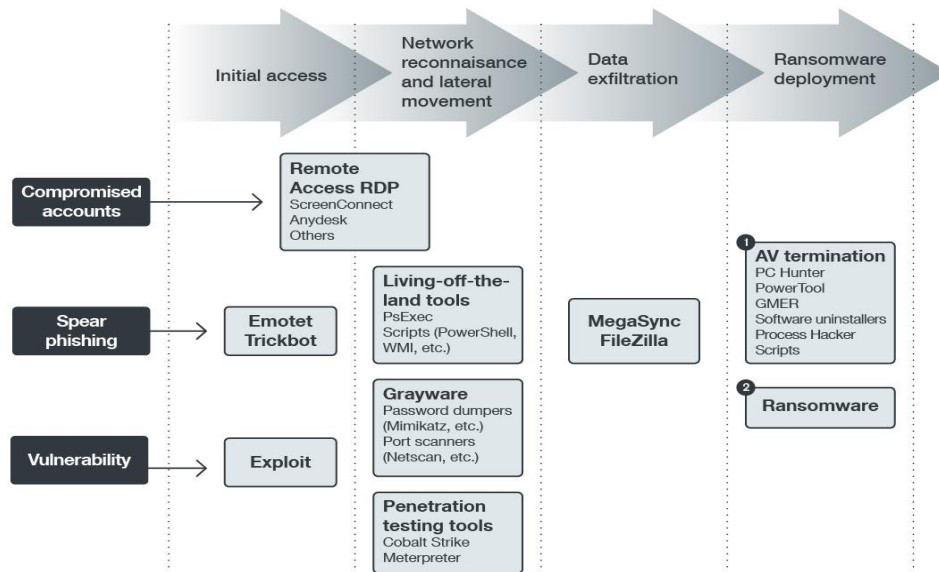 Initial access
Network
reconnaisance
and lateral
movement
Data
exfiltration
Ransomware
deployment
Compromised
accounts
Remote
Access RDP
ScreenConnect
Anydesk
Others
Spear
phishing
Emotet
Trickbot
Living-off-the-
land tools
PsExec
Scripts (PowerShell,
WMI, etc.)
MegaSync
FileZilla
1
AV termination
PC Hunter
PowerTool
GMER
Software uninstallers
Process Hacker
Scripts
Vulnerability
Exploit
Grayware
Password dumpers
(Mimikatz, etc.)
Port scanners
(Netscan, etc.)
2
Ransomware
Penetration
testing tools
Cobalt Strike
Meterpreter